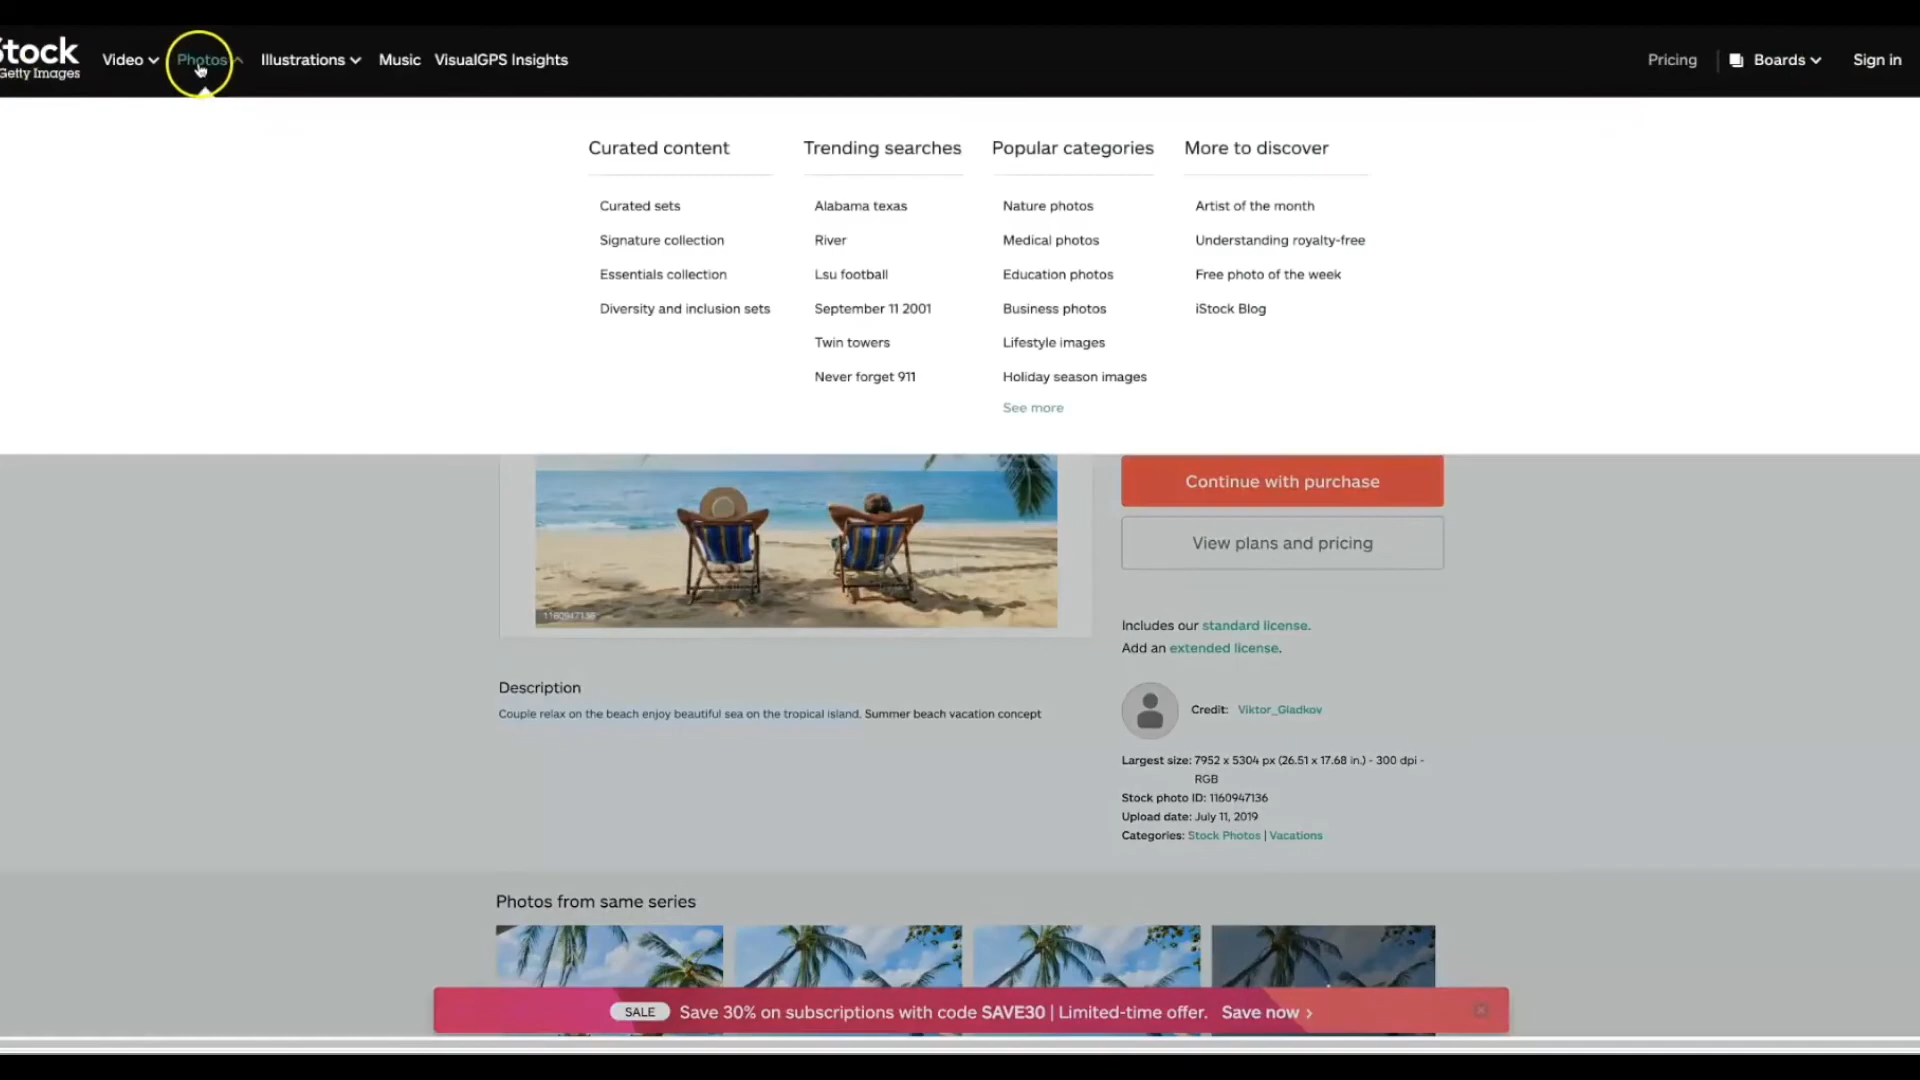 Stock
Getty Images
Video
Photos
Illustrations
Music
VisualGPS Insights
Pricing
Boards
Sign in
Curated content
Curated sets
Signature collection
Essentials collection
Diversity and inclusion sets
Trending searches
Alabama texas
River
Lsu football
September 11 2001
Twin towers
Never forget 911
Popular categories
Nature photos
Medical photos
Education photos
Business photos
Lifestyle images
Holiday season images
See more
More to discover
Artist of the month
Understanding royalty-free
Free photo of the week
iStock Blog
1160947136
Continue with purchase
View plans and pricing
Includes our standard license.
Add an extended license.
Description
Couple relax on the beach enjoy beautiful sea on the tropical island. Summer beach vacation concept
Credit: Viktor_Gladkov
Largest size: 7952 x 5304 px (26.51 x 17.68 in.) - 300 dpi -
RGB
Stock photo ID: 1160947136
Upload date: July 11, 2019
Categories: Stock Photos | Vacations
Photos from same series
SALE Save 30% on subscriptions with code SAVE30 | Limited-time offer. Save now ›